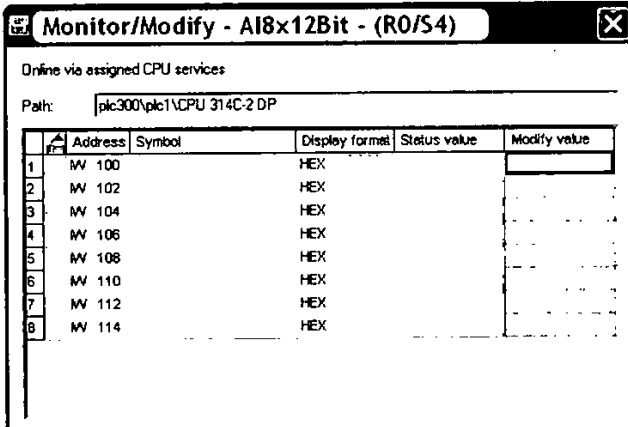 Monitor/Modify - AI8x12Bit - (R0/S4)
Online via assigned CPU services
Path: plc300\plc1\CPU 314C-2 DP
Address Symbol Display format Status value Modify value
1 IW 100 HEX
2 IW 102 HEX
3 IW 104 HEX
4 IW 106 HEX
5 IW 108 HEX
6 IW 110 HEX
7 IW 112 HEX
8 IW 114 HEX